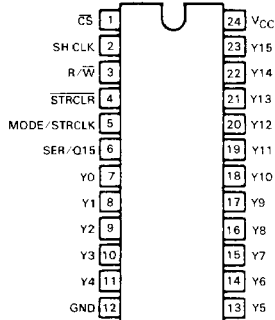 C̅S̅ 1 24 VCC
SH CLK 2 23 Y15
R/W̅ 3 22 Y14
S̅T̅R̅C̅L̅R̅ 4 21 Y13
MODE/STRCLK 5 20 Y12
SER/Q15 6 19 Y11
Y0 7 18 Y10
Y1 8 17 Y9
Y2 9 16 Y8
Y3 10 15 Y7
Y4 11 14 Y6
GND 12 13 Y5